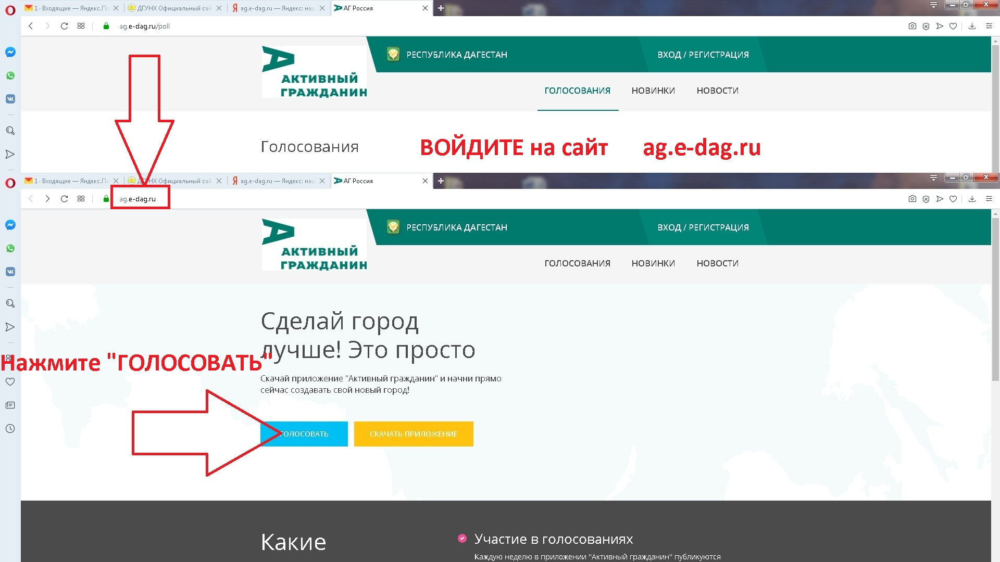 1 · Входящие — Яндекс.По
ДГУНХ Официальный сай
ag.e-dag.ru — Яндекс: наш
АГ Россия
ag.e-dag.ru/poll
АКТИВНЫЙ
ГРАЖДАНИН
РЕСПУБЛИКА ДАГЕСТАН
ВХОД / РЕГИСТРАЦИЯ
ГОЛОСОВАНИЯ НОВИНКИ НОВОСТИ
Голосования
ВОЙДИТЕ на сайт ag.e-dag.ru
1 · Входящие — Яндекс.По
ДГУНХ Официальный сай
ag.e-dag.ru — Яндекс: наш
АГ Россия
ag.e-dag.ru
АКТИВНЫЙ
ГРАЖДАНИН
РЕСПУБЛИКА ДАГЕСТАН
ВХОД / РЕГИСТРАЦИЯ
ГОЛОСОВАНИЯ НОВИНКИ НОВОСТИ
Сделай город
лучше! Это просто
Нажмите "ГОЛОСОВАТЬ"
Скачай приложение "Активный гражданин" и начни прямо
сейчас создавать свой новый город!
ГОЛОСОВАТЬ
СКАЧАТЬ ПРИЛОЖЕНИЕ
Какие
Участие в голосованиях
Каждую неделю в приложении "Активный гражданин" публикуются